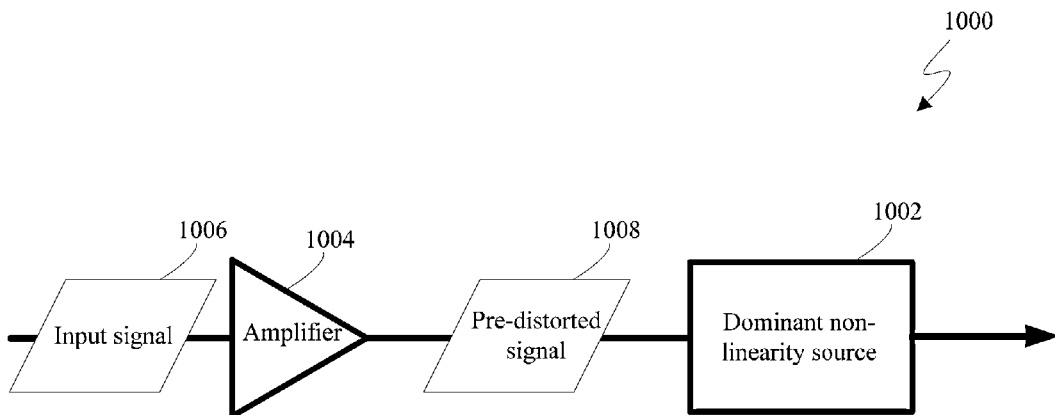 1000
1006
1004
1008
1002
Input signal
Amplifier
Pre-distorted
signal
Dominant non-
linearity source